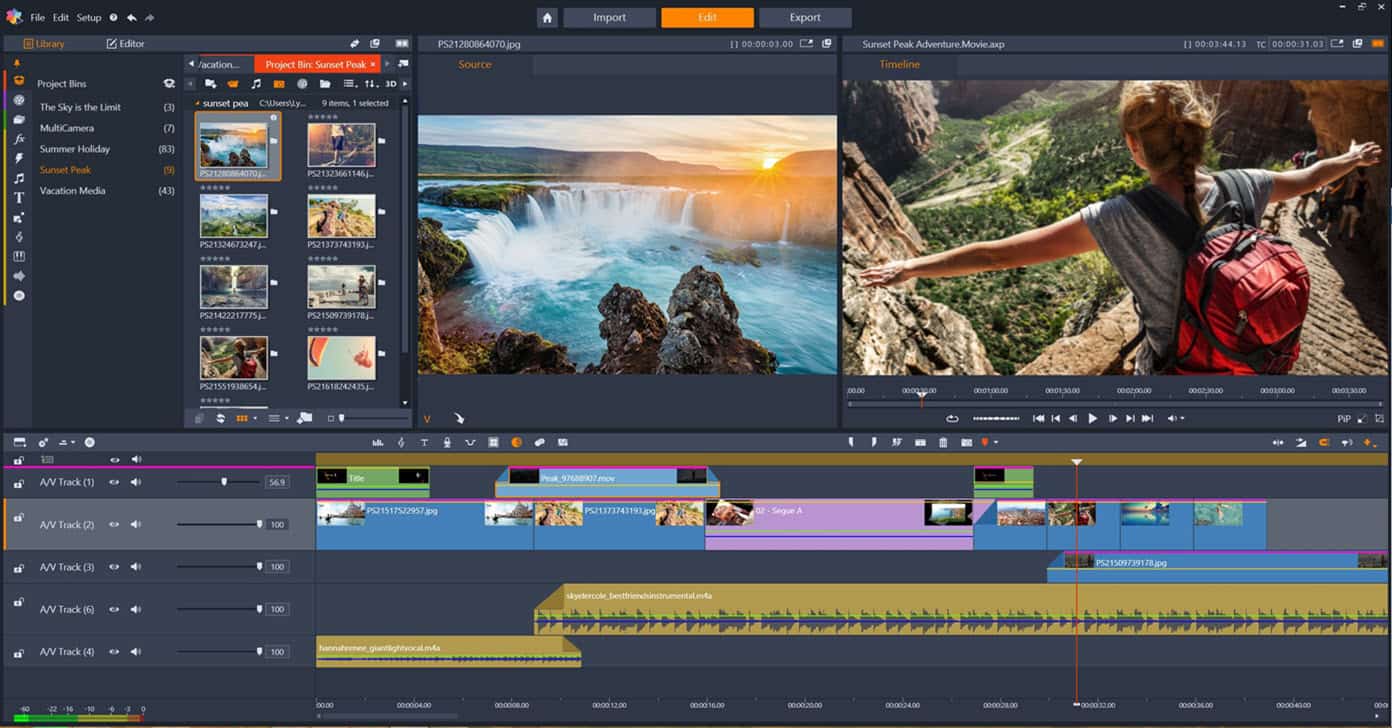 File Edit Setup
Import
Edit
Export
Library
Editor
PS21280864070.jpg
[ ] 00:00:03.00
Sunset Peak Adventure.Movie.axp
[ ] 00:03:44.13 TC 00:00:31.03
/acation...
Project Bin: Sunset Peak ×
Source
Timeline
Project Bins
3D
The Sky is the Limit (3)
MultiCamera (7)
Summer Holiday (83)
Sunset Peak (9)
Vacation Media (43)
sunset pea C:\Users\Ly... 9 items, 1 selected
PS21280864070.j...
PS21323661146.j...
PS21324673247.j...
PS21373743193.j...
PS21422217775.j...
PS21509739178.j...
PS21551938654.j...
PS21618242435.j...
:00.00 00:00:30.00 00:01:00.00 00:01:30.00 00:02:00.00 00:02:30.00 00:03:00.00 00:03:30.00
V
PiP
A/V Track (1) 56.9
Title
Peak_97688907.mov
A/V Track (2) 100
PS21517522957.jpg
PS21373743193.jpg
02 - Segue A
A/V Track (3) 100
PS21509739178.jpg
A/V Track (6) 100
skyelercole_bestfriendsinstrumental.m4a
A/V Track (4) 100
hannahrenee_giantlightvocal.m4a
-60 -22 -16 -10 -6 -3 0
:00.00 00:00:04.00 00:00:08.00 00:00:12.00 00:00:16.00 00:00:20.00 00:00:24.00 00:00:28.00 00:00:32.00 00:00:36.00 00:00:40.00